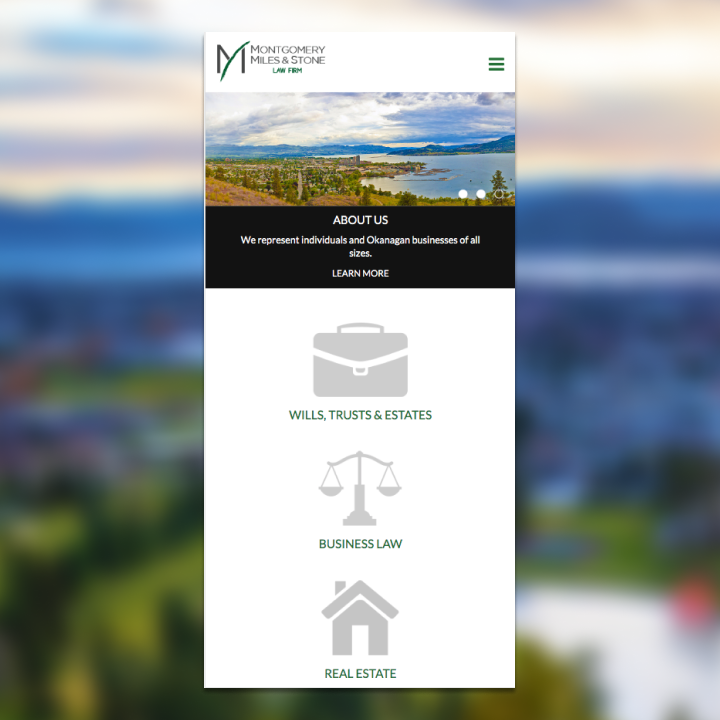 MONTGOMERY
MILES & STONE
LAW FIRM
ABOUT US
We represent individuals and Okanagan businesses of all
sizes.
LEARN MORE
WILLS, TRUSTS & ESTATES
BUSINESS LAW
REAL ESTATE